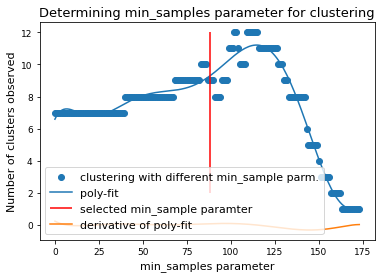 Determining min_samples parameter for clustering
Number of clusters observed
12
10
8
6
4
2
0
clustering with different min_sample parm.
poly-fit
selected min_sample paramter
derivative of poly-fit
0
25
50
75
100
125
150
175
min_samples parameter